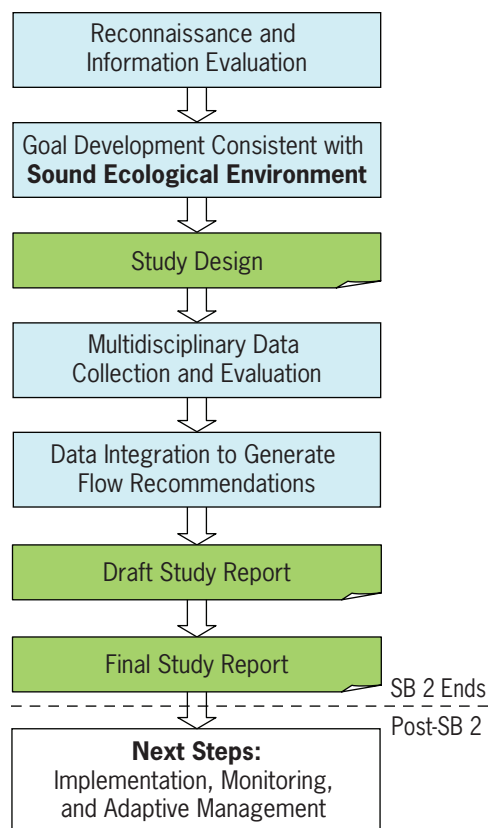 Reconnaissance and
Information Evaluation
Goal Development Consistent with
Sound Ecological Environment
Study Design
Multidisciplinary Data
Collection and Evaluation
Data Integration to Generate
Flow Recommendations
Draft Study Report
Final Study Report
SB 2 Ends
Post-SB 2
Next Steps:
Implementation, Monitoring,
and Adaptive Management